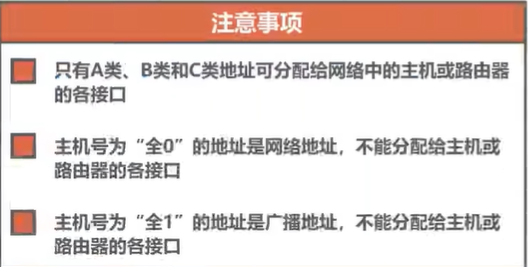 注意事项
只有A类、B类和C类地址可分配给网络中的主机或路由器
的各接口
主机号为“全0”的地址是网络地址，不能分配给主机或
路由器的各接口
主机号为“全1”的地址是广播地址，不能分配给主机或
路由器的各接口